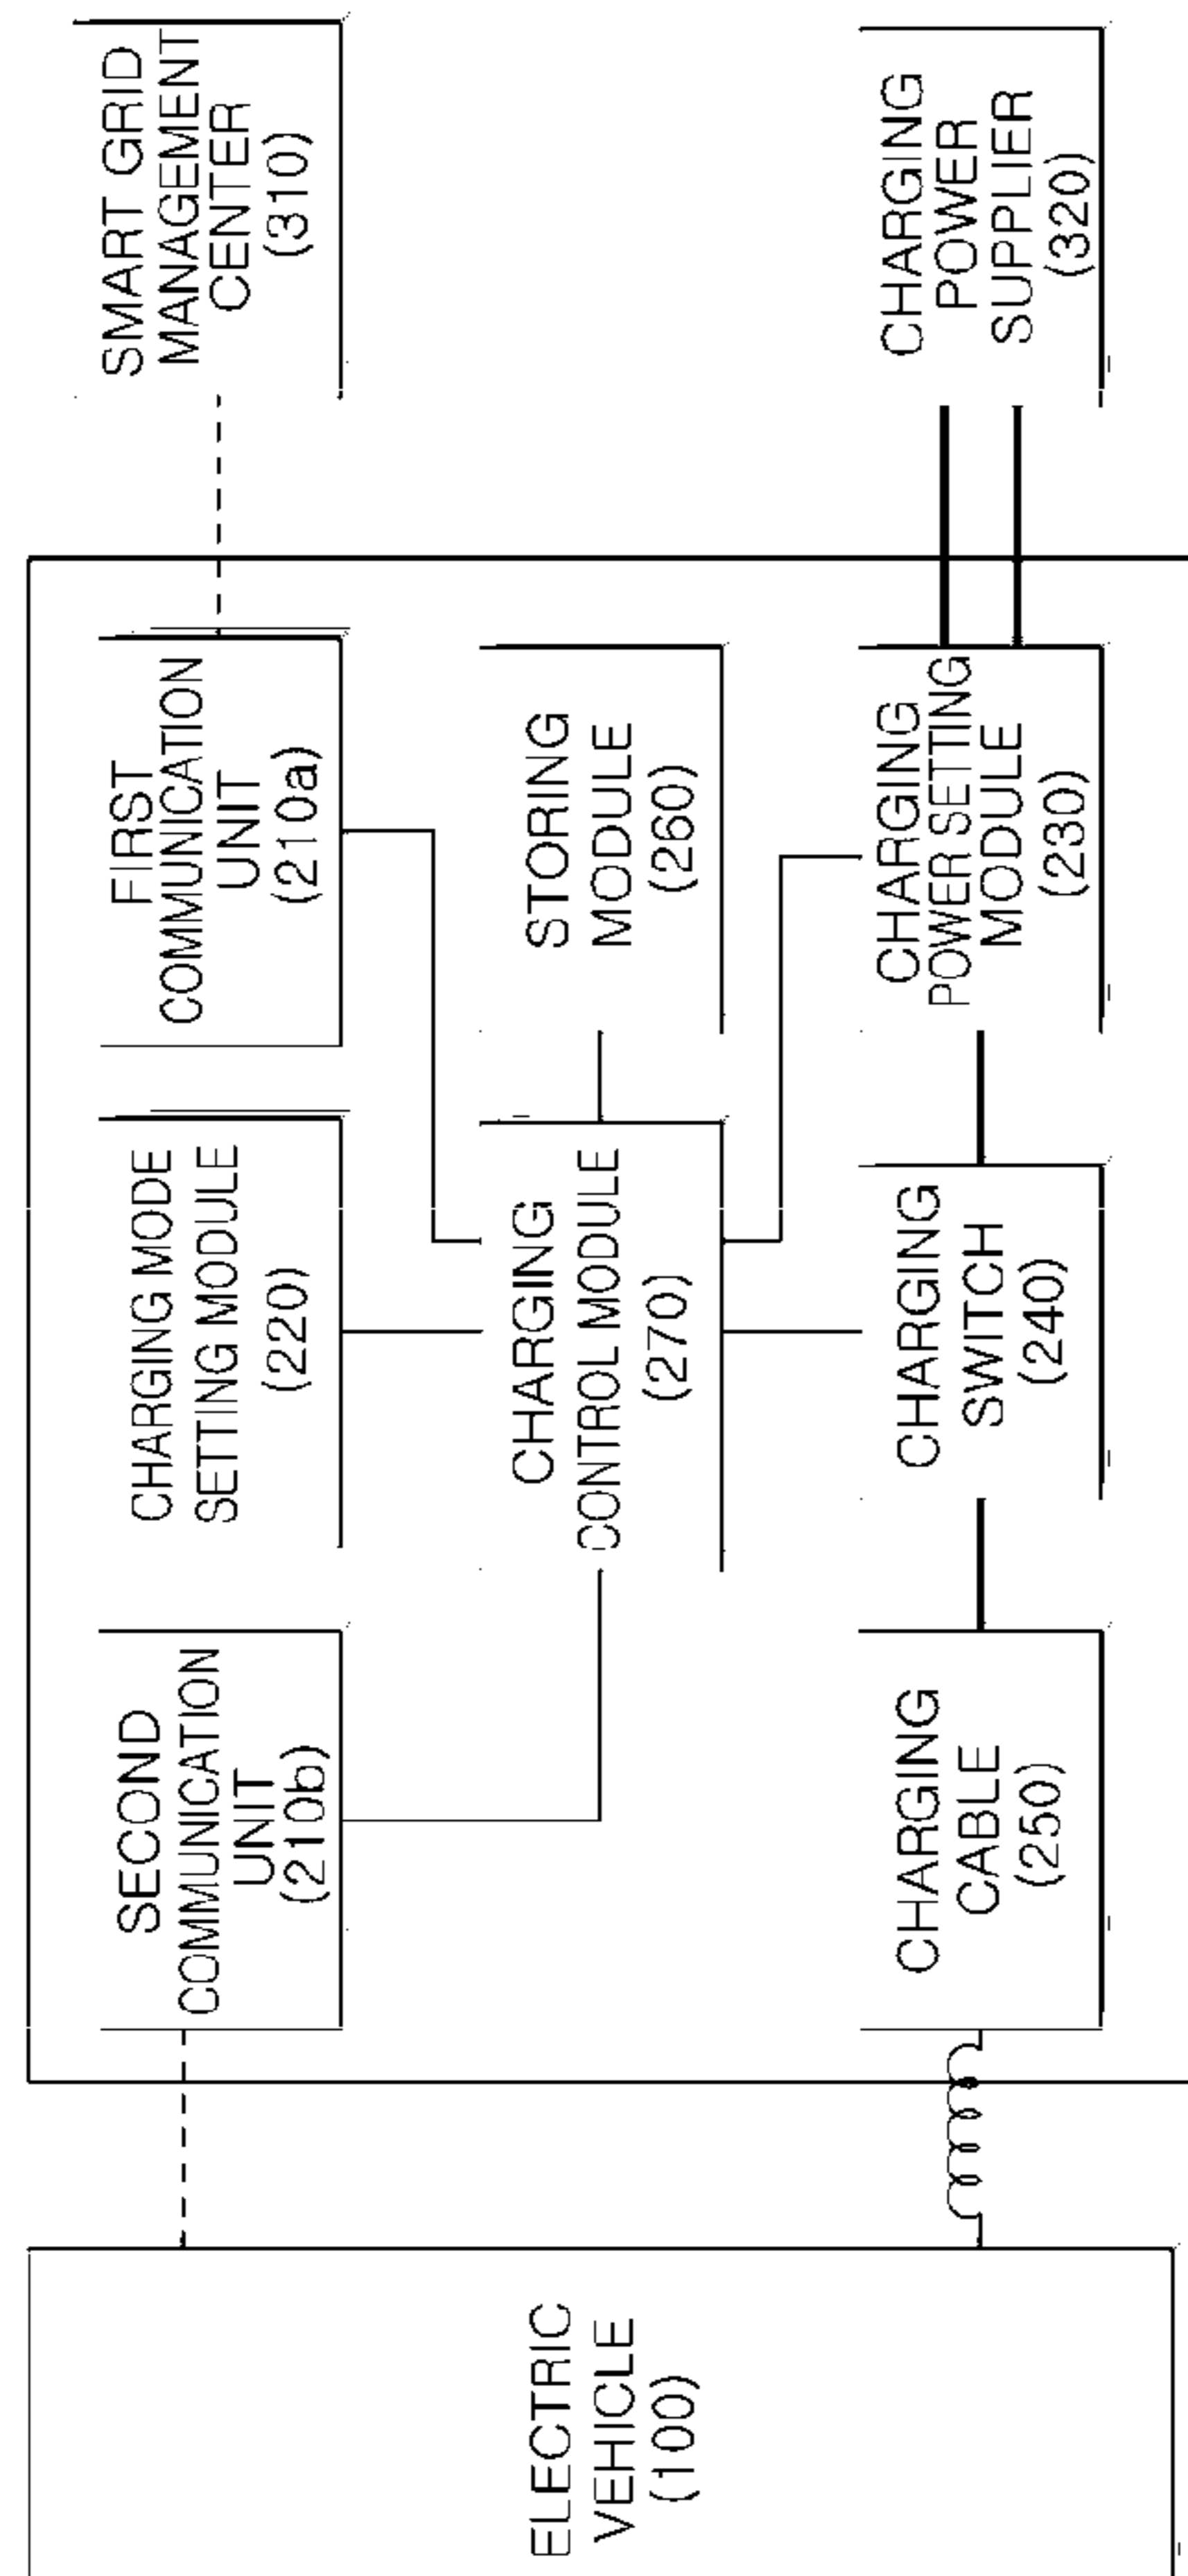 ELECTRIC
VEHICLE
(100)
SECOND
COMMUNICATION
UNIT
(210b)
CHARGING MODE
SETTING MODULE
(220)
FIRST
COMMUNICATION
UNIT
(210a)
SMART GRID
MANAGEMENT
CENTER
(310)
CHARGING
CONTROL MODULE
(270)
STORING
MODULE
(260)
CHARGING
CABLE
(250)
CHARGING
SWITCH
(240)
CHARGING
POWER SETTING
MODULE
(230)
CHARGING
POWER
SUPPLIER
(320)